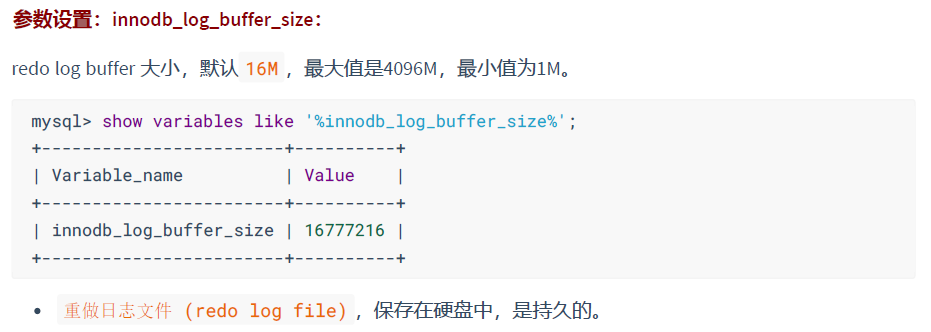 参数设置：innodb_log_buffer_size：
redo log buffer 大小，默认 16M ，最大值是4096M，最小值为1M。
mysql> show variables like '%innodb_log_buffer_size%';
+------------------------+----------+
| Variable_name          | Value    |
+------------------------+----------+
| innodb_log_buffer_size | 16777216 |
+------------------------+----------+
• 重做日志文件 (redo log file) ，保存在硬盘中，是持久的。